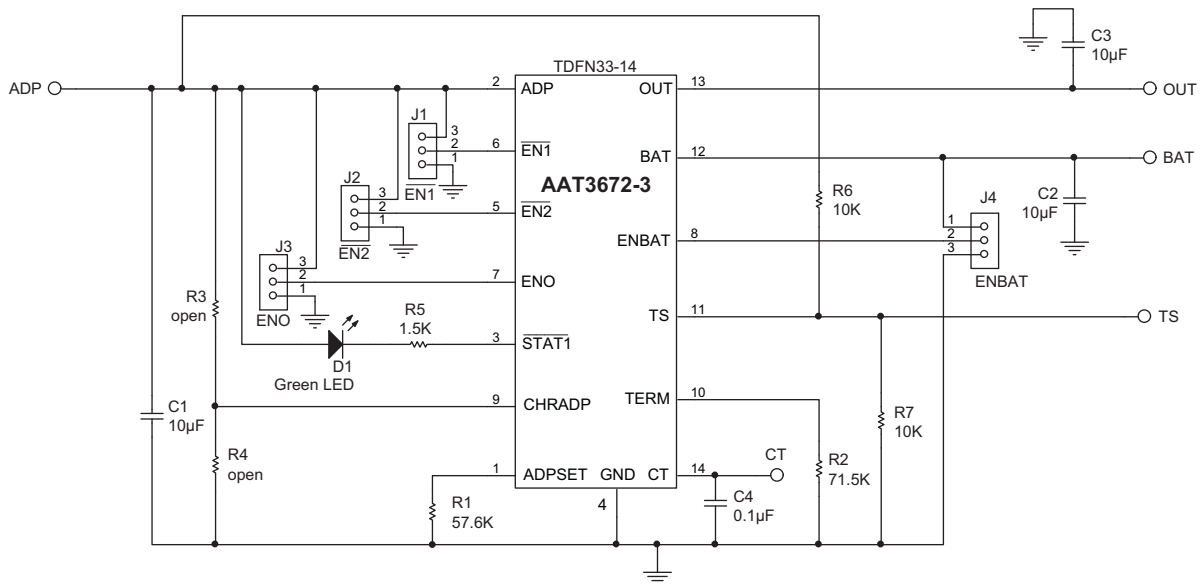 C3
10µF
TDFN33-14
ADP
2
ADP
OUT
13
OUT
J1
3
2
1
6
EN1
EN1
BAT
12
BAT
AAT3672-3
J2
3
2
1
5
EN2
EN2
R6
10K
C2
10µF
J4
1
2
3
ENBAT
8
ENBAT
J3
3
2
1
7
ENO
ENO
R3
open
R5
1.5K
TS
11
TS
3
STAT1
D1
Green LED
TERM
10
C1
10µF
9
CHRADP
R7
10K
R4
open
CT
R2
71.5K
1
ADPSET
GND
CT
14
4
R1
57.6K
C4
0.1µF